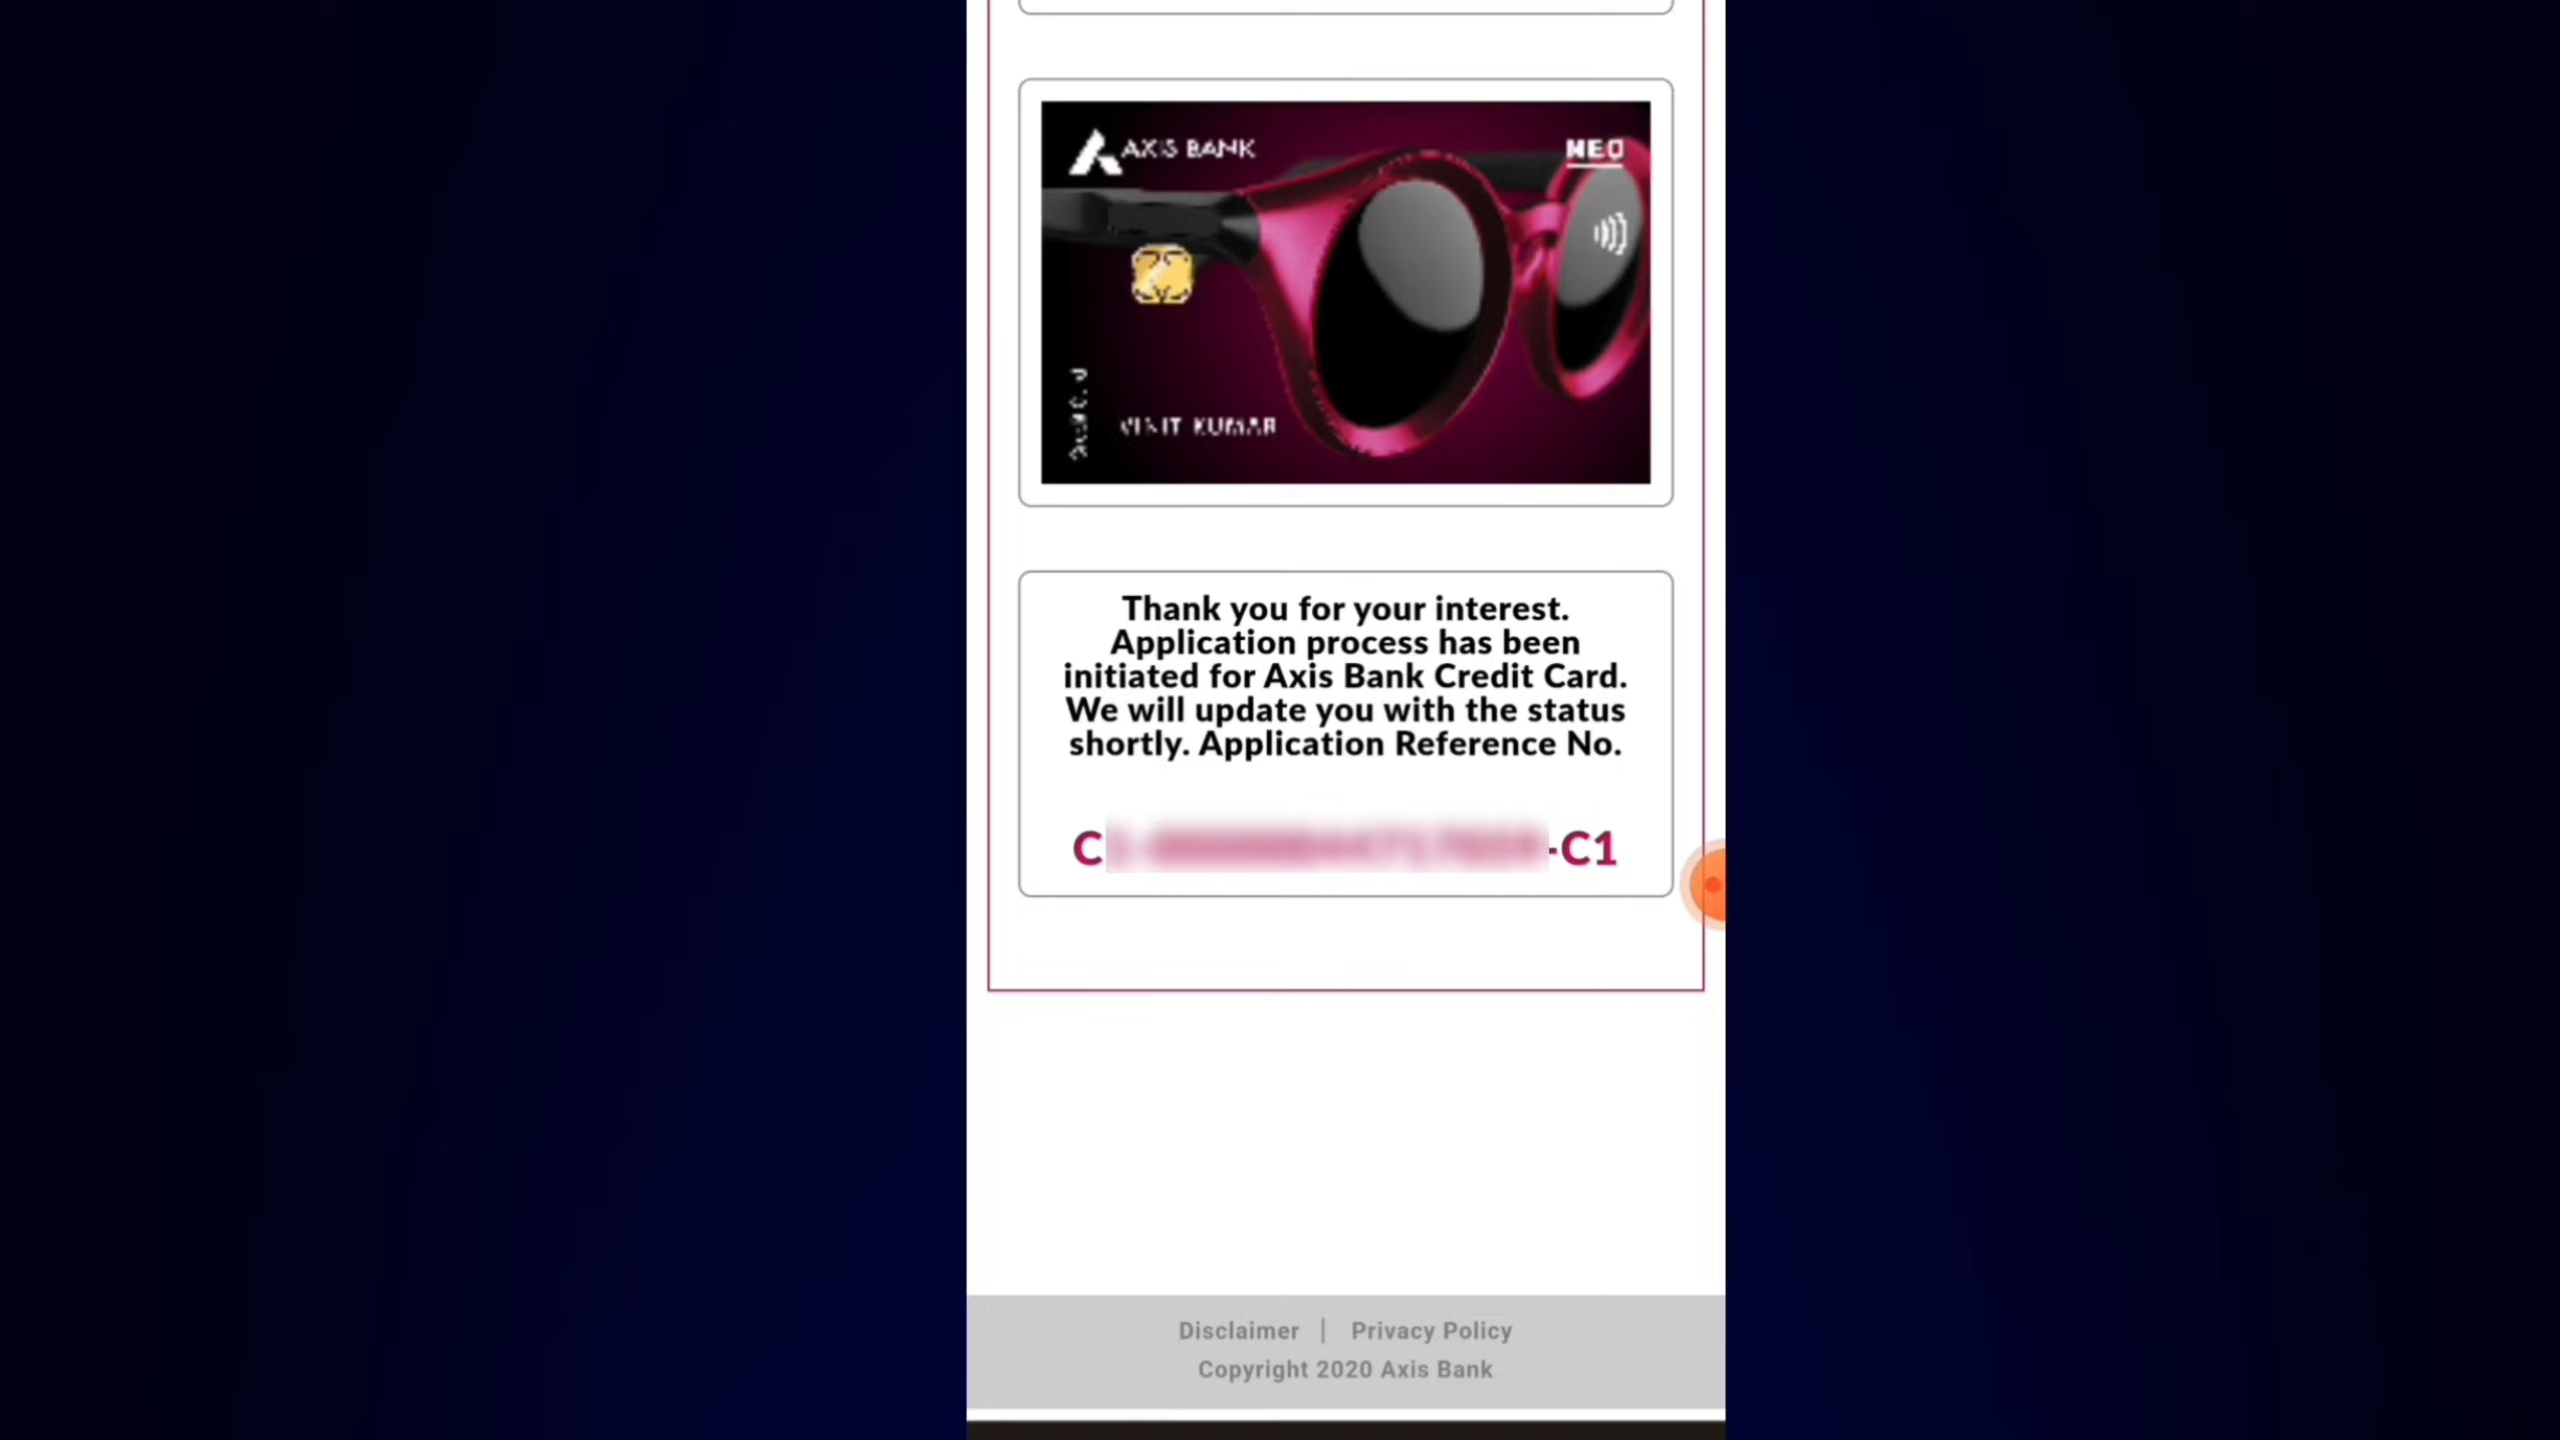 AXIS BANK
NEO
VINIT KUMAR
Thank you for your interest.
Application process has been
initiated for Axis Bank Credit Card.
We will update you with the status
shortly. Application Reference No.
C
-C1
Disclaimer | Privacy Policy
Copyright 2020 Axis Bank